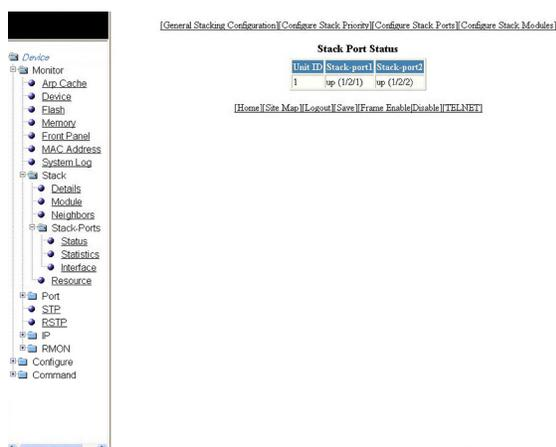 [General Stacking Configuration][Configure Stack Priority][Configure Stack Ports][Configure Stack Modules]
Stack Port Status
Unit ID Stack-port1 Stack-port2
1 up (1/2/1) up (1/2/2)
[Home][Site Map][Logout][Save][Frame Enable|Disable][TELNET]
Device
Monitor
Arp Cache
Device
Flash
Memory
Front Panel
MAC Address
System Log
Stack
Details
Module
Neighbors
Stack-Ports
Status
Statistics
Interface
Resource
Port
STP
RSTP
IP
RMON
Configure
Command